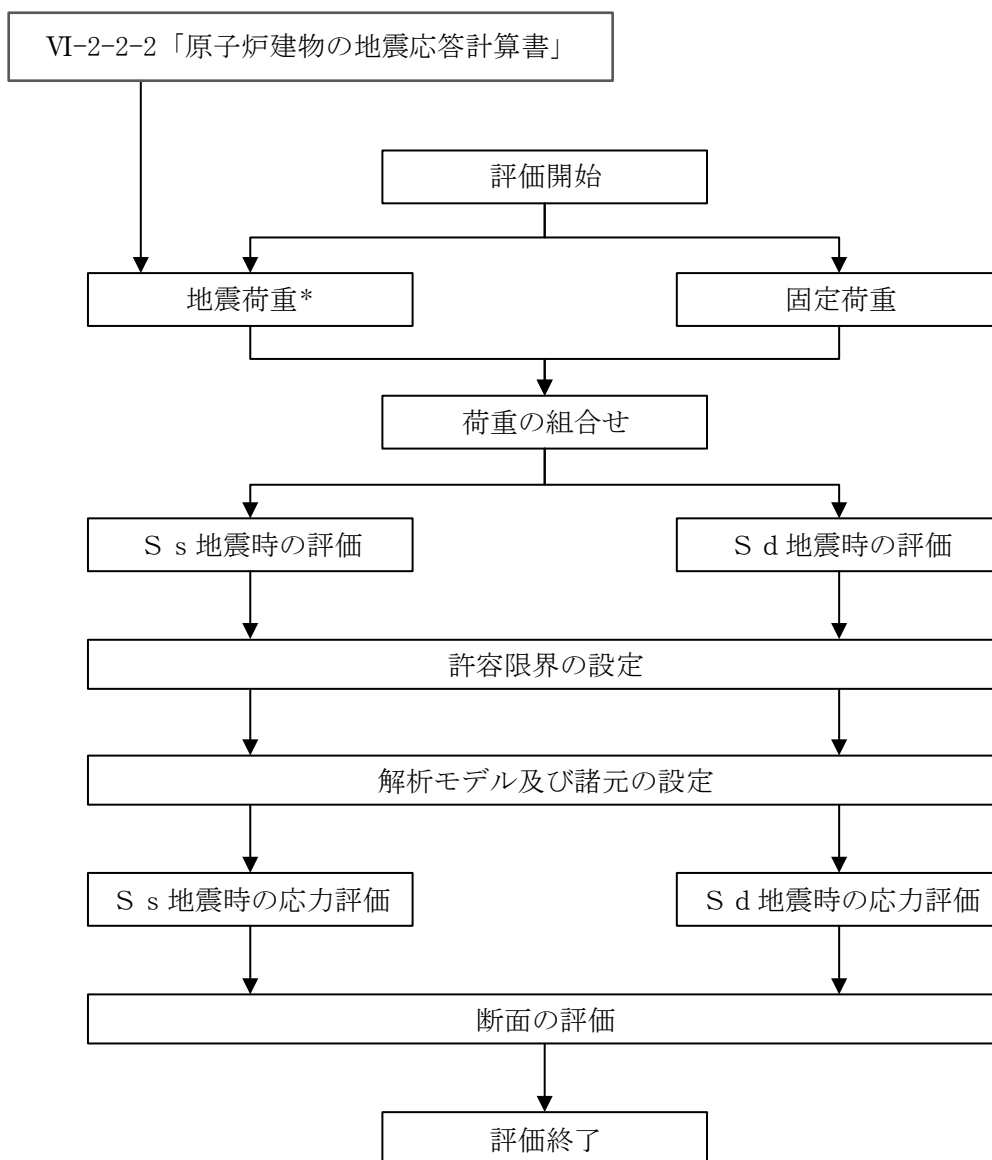 Ⅵ-2-2-2「原子炉建物の地震応答計算書」
評価開始
地震荷重*
固定荷重
荷重の組合せ
Ｓｓ地震時の評価
Ｓｄ地震時の評価
許容限界の設定
解析モデル及び諸元の設定
Ｓｓ地震時の応力評価
Ｓｄ地震時の応力評価
断面の評価
評価終了